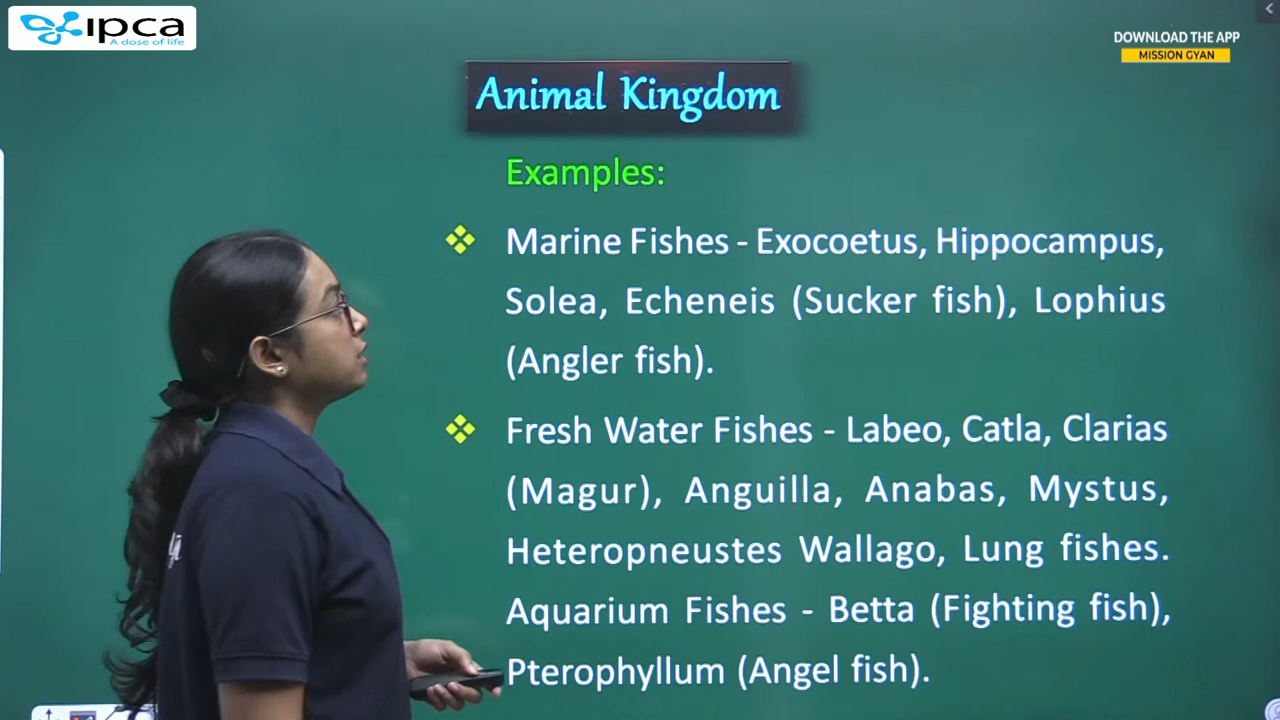 ipca
A dose of life
DOWNLOAD THE APP
MISSION GYAN
Animal Kingdom
Examples:
Marine Fishes - Exocoetus, Hippocampus,
Solea, Echeneis (Sucker fish), Lophius
(Angler fish).
Fresh Water Fishes - Labeo, Catla, Clarias
(Magur), Anguilla, Anabas, Mystus,
Heteropneustes Wallago, Lung fishes.
Aquarium Fishes - Betta (Fighting fish),
Pterophyllum (Angel fish).